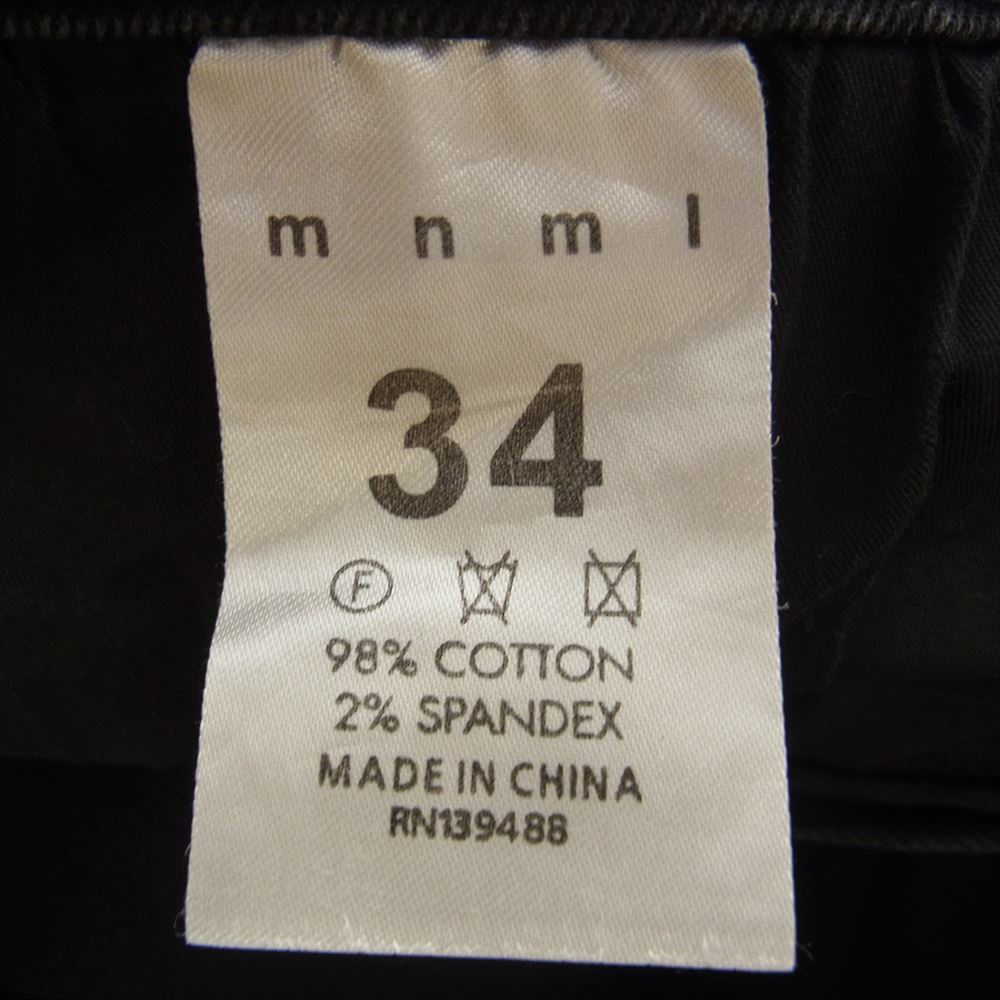 m n m l
34
F
98% COTTON
2% SPANDEX
MADE IN CHINA
RN139488